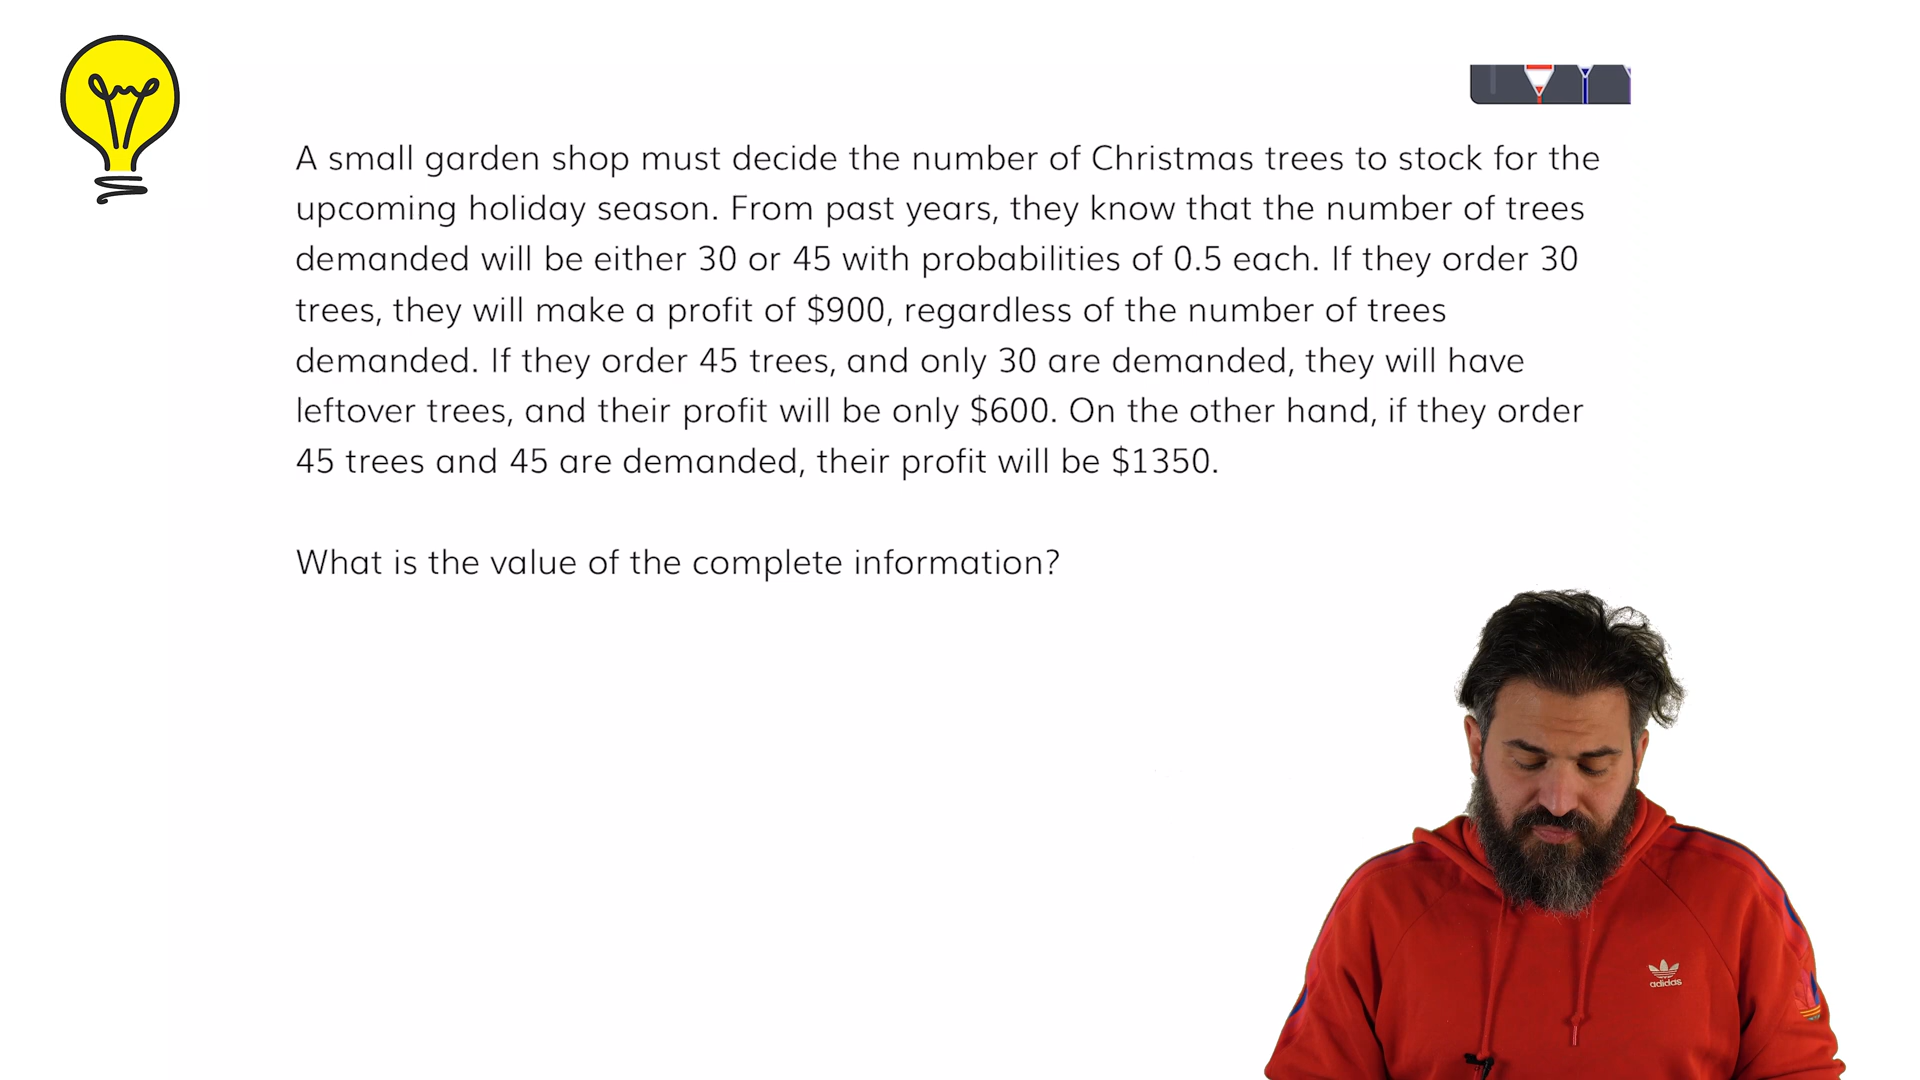 A small garden shop must decide the number of Christmas trees to stock for the
upcoming holiday season. From past years, they know that the number of trees
demanded will be either 30 or 45 with probabilities of 0.5 each. If they order 30
trees, they will make a profit of $900, regardless of the number of trees
demanded. If they order 45 trees, and only 30 are demanded, they will have
leftover trees, and their profit will be only $600. On the other hand, if they order
45 trees and 45 are demanded, their profit will be $1350.
What is the value of the complete information?
adidas